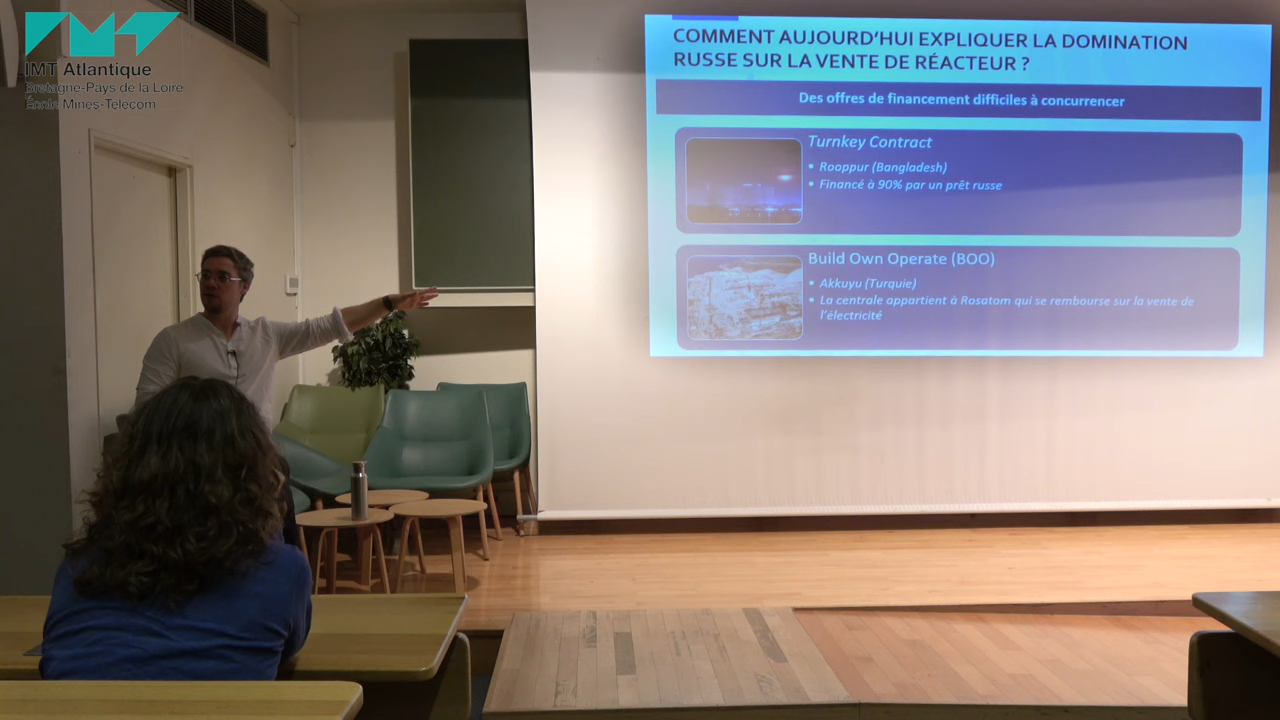 IMT Atlantique
Bretagne-Pays de la Loire
École Mines-Télécom
COMMENT AUJOURD'HUI EXPLIQUER LA DOMINATION
RUSSE SUR LA VENTE DE RÉACTEUR ?
Des offres de financement difficiles à concurrencer
Turnkey Contract
• Rooppur (Bangladesh)
• Financé à 90% par un prêt russe
Build Own Operate (BOO)
• Akkuyu (Turquie)
• La centrale appartient à Rosatom qui se rembourse sur la vente de
l'électricité